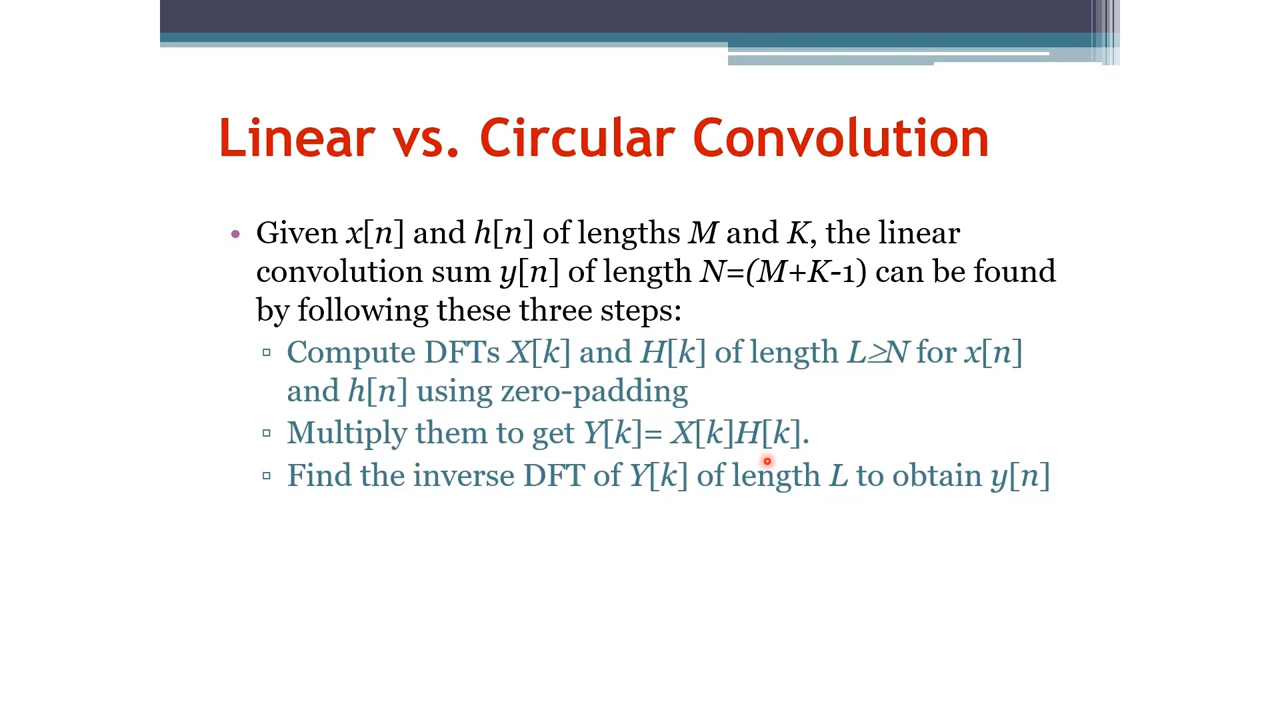 Linear vs. Circular Convolution
• Given x[n] and h[n] of lengths M and K, the linear
convolution sum y[n] of length N=(M+K-1) can be found
by following these three steps:
▫ Compute DFTs X[k] and H[k] of length L≥N for x[n]
and h[n] using zero-padding
▫ Multiply them to get Y[k]= X[k]H[k].
▫ Find the inverse DFT of Y[k] of length L to obtain y[n]